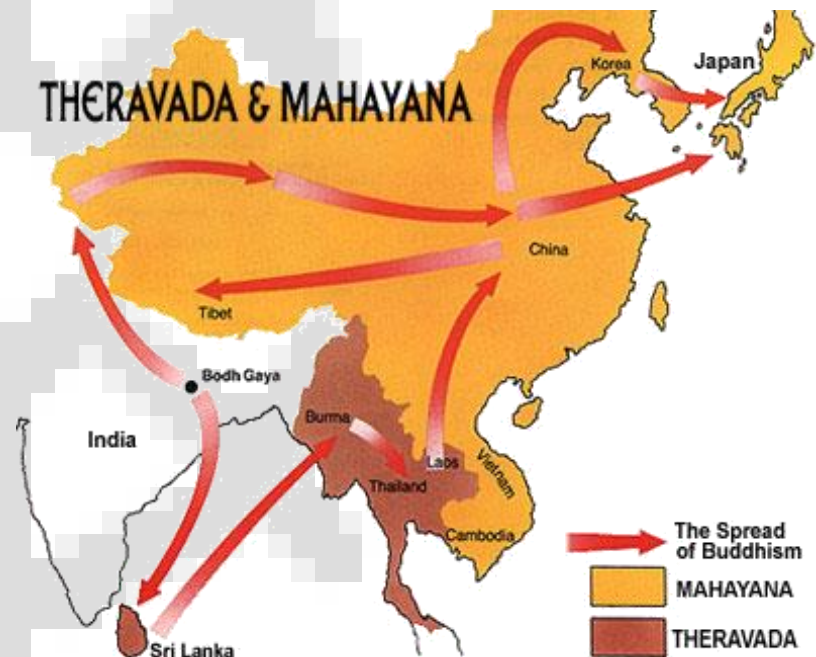 THERAVADA & MAHAYANA
Korea
Japan
China
Tibet
Bodh Gaya
India
Burma
Laos
Thailand
Vietnam
Cambodia
Sri Lanka
The Spread
of Buddhism
MAHAYANA
THERAVADA